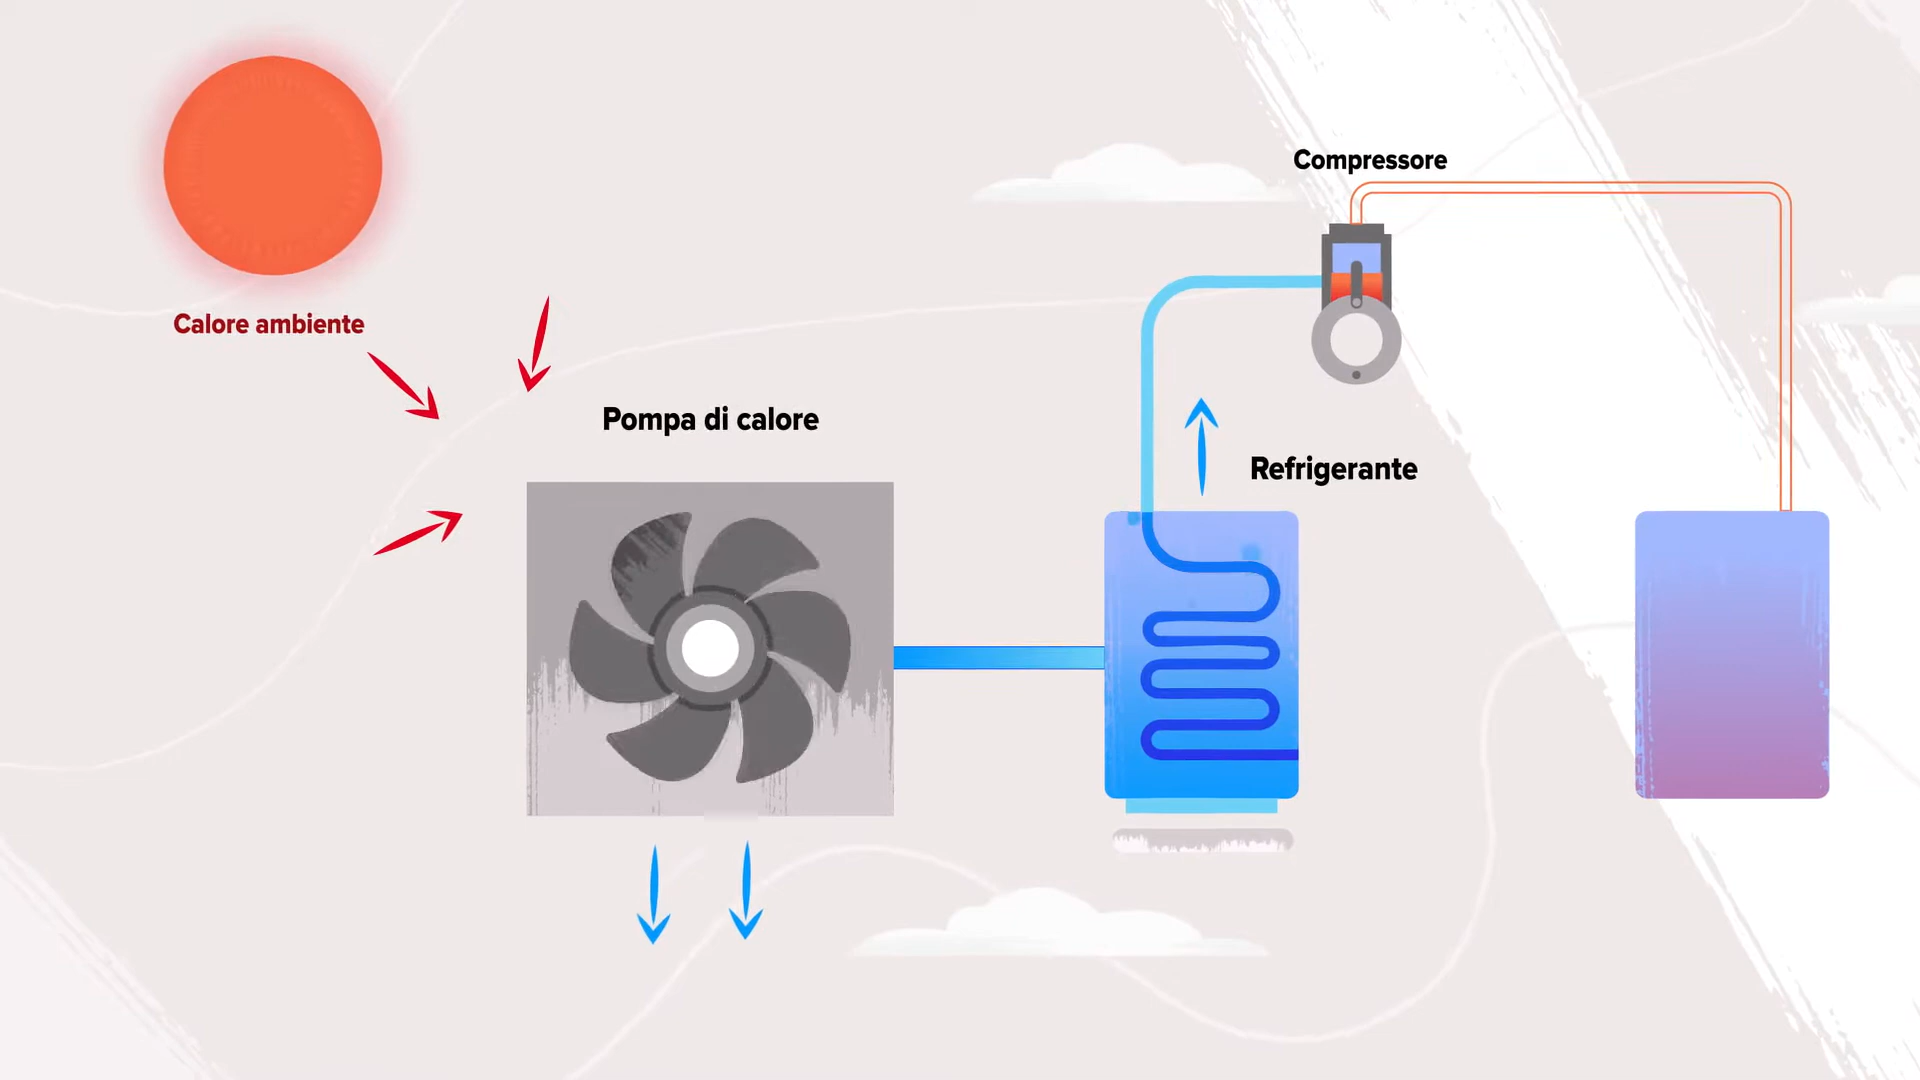 Compressore
Calore ambiente
Pompa di calore
Refrigerante